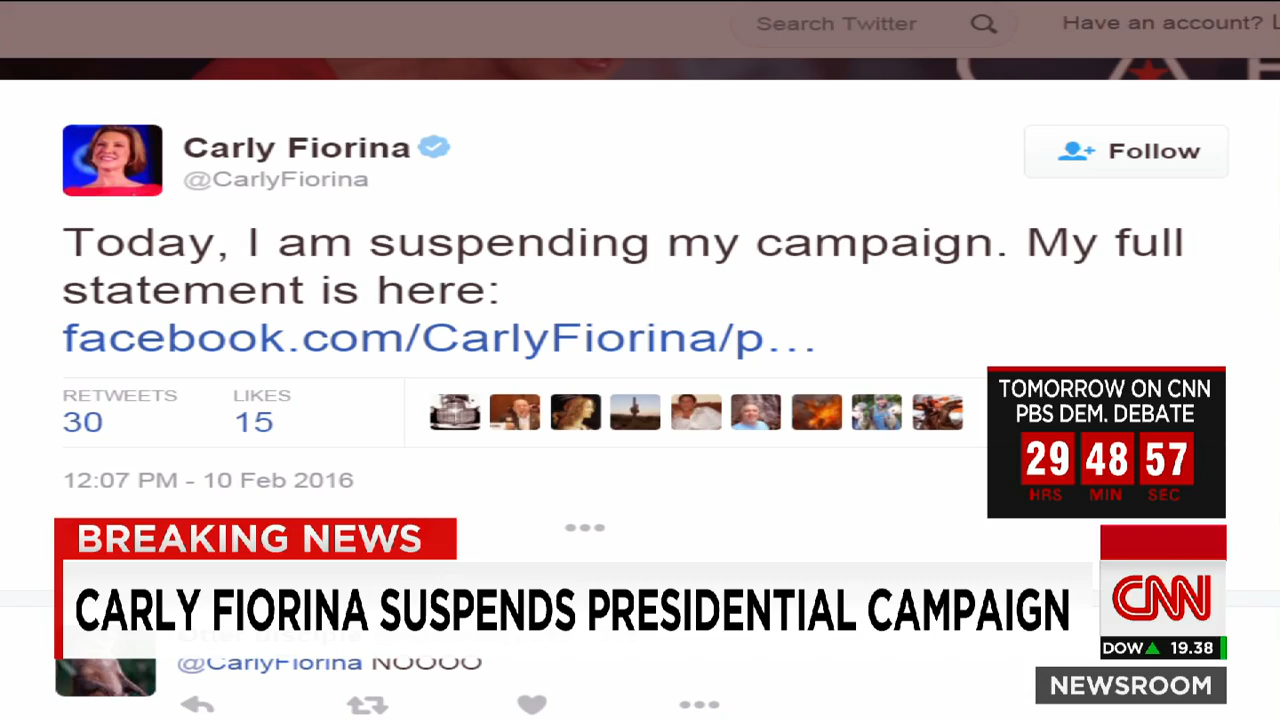 Search Twitter
Have an account?
Carly Fiorina
@CarlyFiorina
Follow
Today, I am suspending my campaign. My full
statement is here:
facebook.com/CarlyFiorina/p...
RETWEETS
30
LIKES
15
12:07 PM - 10 Feb 2016
TOMORROW ON CNN
PBS DEM. DEBATE
29 48 57
HRS MIN SEC
BREAKING NEWS
CARLY FIORINA SUSPENDS PRESIDENTIAL CAMPAIGN
CNN
DOW 19.38
@CarlyFiorina NOOOO
NEWSROOM